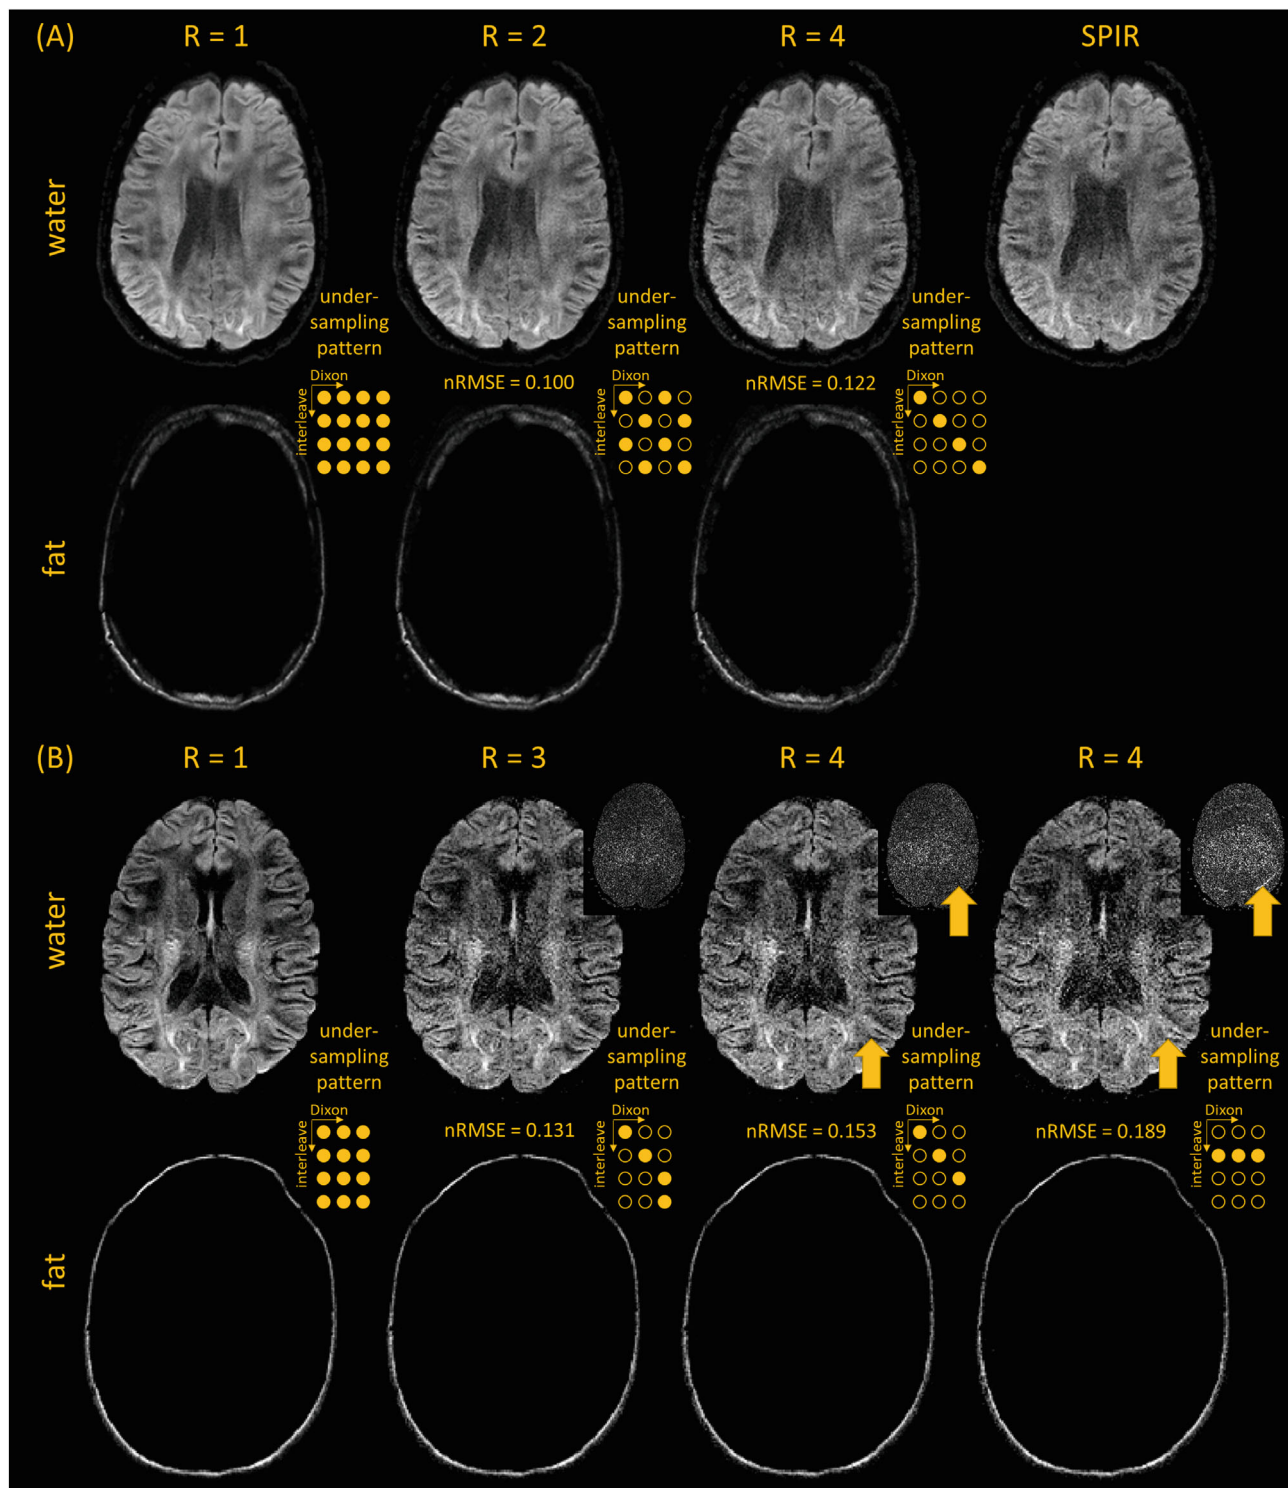 (A) R = 1 R = 2 R = 4 SPIR
water
under-
sampling
pattern
under-
sampling
pattern
under-
sampling
pattern
Dixon
interleave
nRMSE = 0.100
Dixon
interleave
nRMSE = 0.122
Dixon
interleave
fat
(B) R = 1 R = 3 R = 4 R = 4
water
under-
sampling
pattern
under-
sampling
pattern
under-
sampling
pattern
under-
sampling
pattern
Dixon
interleave
nRMSE = 0.131
Dixon
interleave
nRMSE = 0.153
Dixon
interleave
nRMSE = 0.189
Dixon
interleave
fat